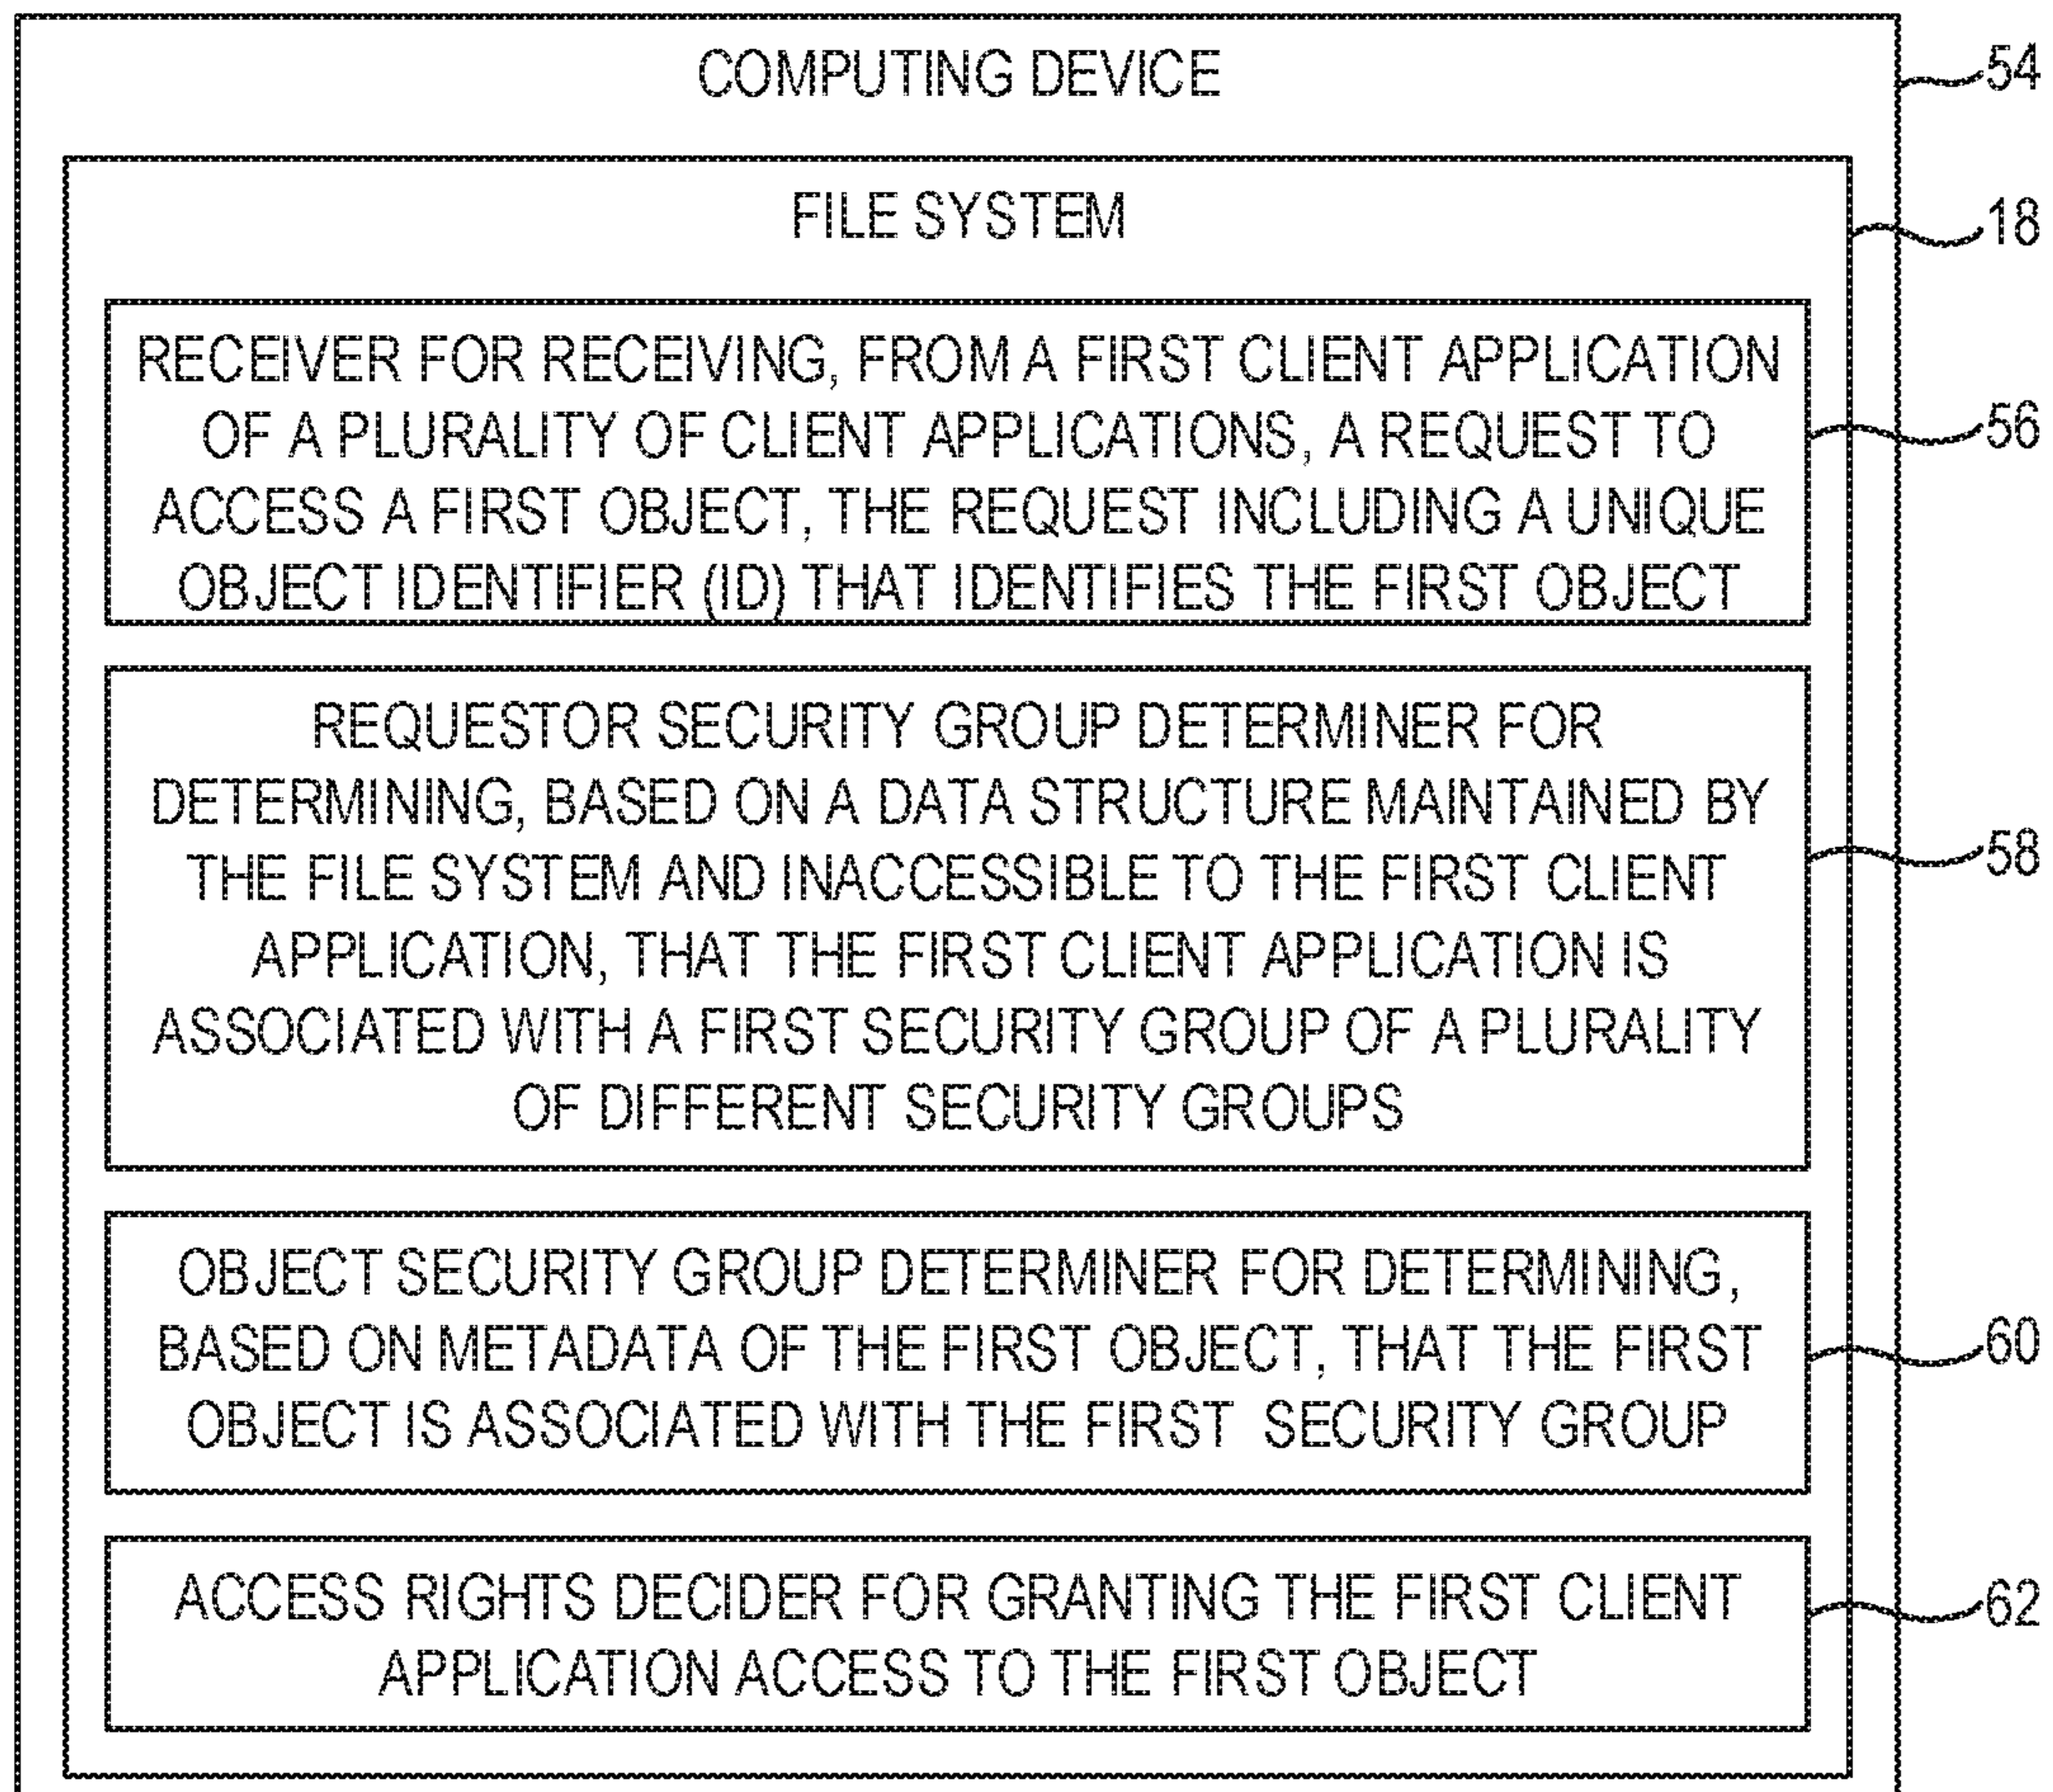 COMPUTING DEVICE
54
FILE SYSTEM
18
RECEIVER FOR RECEIVING, FROM A FIRST CLIENT APPLICATION
OF A PLURALITY OF CLIENT APPLICATIONS, A REQUEST TO
ACCESS A FIRST OBJECT, THE REQUEST INCLUDING A UNIQUE
OBJECT IDENTIFIER (ID) THAT IDENTIFIES THE FIRST OBJECT
56
REQUESTOR SECURITY GROUP DETERMINER FOR
DETERMINING, BASED ON A DATA STRUCTURE MAINTAINED BY
THE FILE SYSTEM AND INACCESSIBLE TO THE FIRST CLIENT
APPLICATION, THAT THE FIRST CLIENT APPLICATION IS
ASSOCIATED WITH A FIRST SECURITY GROUP OF A PLURALITY
OF DIFFERENT SECURITY GROUPS
58
OBJECT SECURITY GROUP DETERMINER FOR DETERMINING,
BASED ON METADATA OF THE FIRST OBJECT, THAT THE FIRST
OBJECT IS ASSOCIATED WITH THE FIRST SECURITY GROUP
60
ACCESS RIGHTS DECIDER FOR GRANTING THE FIRST CLIENT
APPLICATION ACCESS TO THE FIRST OBJECT
62